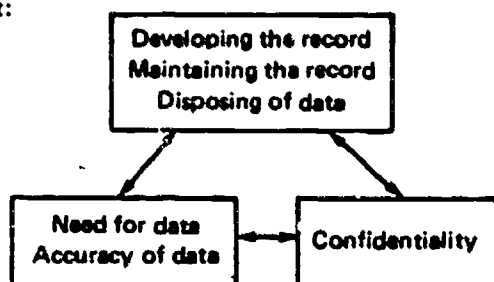 t:
Developing the record
Maintaining the record
Disposing of data
Need for data
Accuracy of data
Confidentiality